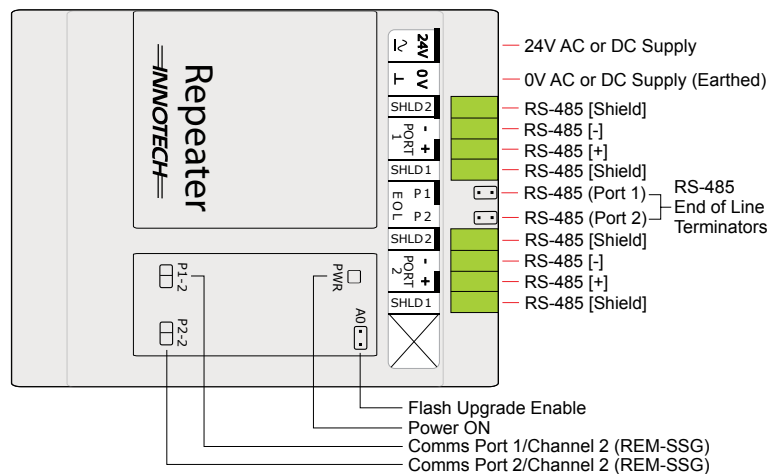 Repeater
INNOTECH
24V
0V
SHLD2
-
+
PORT
1
SHLD1
P1
EOL
P2
SHLD2
-
+
PORT
2
SHLD1
24V AC or DC Supply
0V AC or DC Supply (Earthed)
RS-485 [Shield]
RS-485 [-]
RS-485 [+]
RS-485 [Shield]
RS-485 (Port 1)
RS-485 (Port 2)
RS-485
End of Line
Terminators
RS-485 [Shield]
RS-485 [-]
RS-485 [+]
RS-485 [Shield]
P1-2
PWR
P2-2
A0
Flash Upgrade Enable
Power ON
Comms Port 1/Channel 2 (REM-SSG)
Comms Port 2/Channel 2 (REM-SSG)